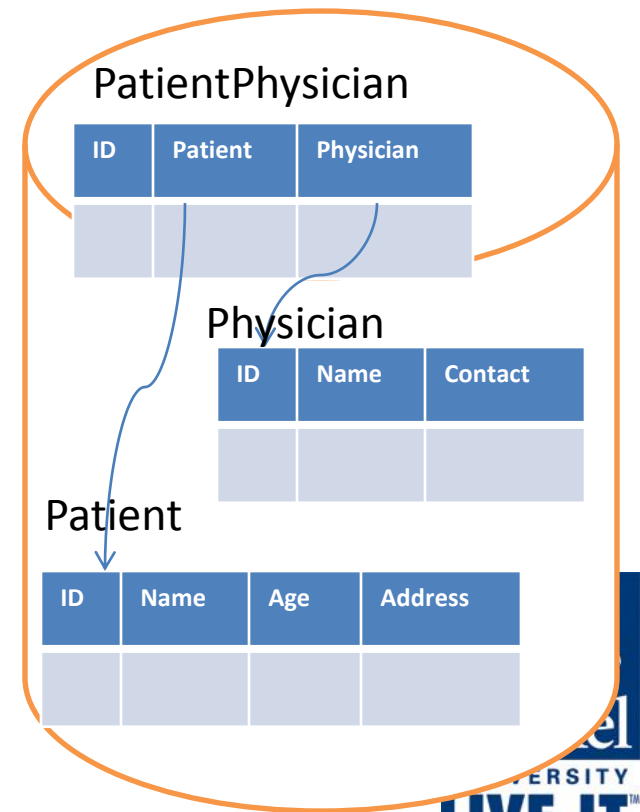 PatientPhysician
ID Patient Physician
Physician
ID Name Contact
Patient
ID Name Age Address